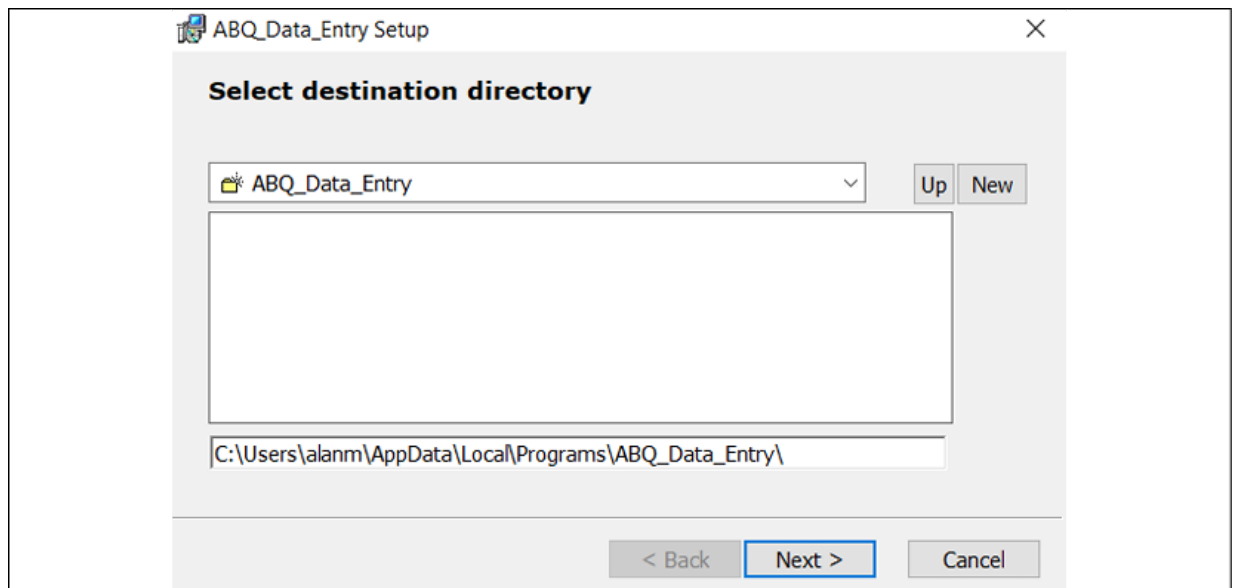 ABQ_Data_Entry Setup
Select destination directory
ABQ_Data_Entry
Up New
C:\Users\alanm\AppData\Local\Programs\ABQ_Data_Entry\
< Back Next > Cancel